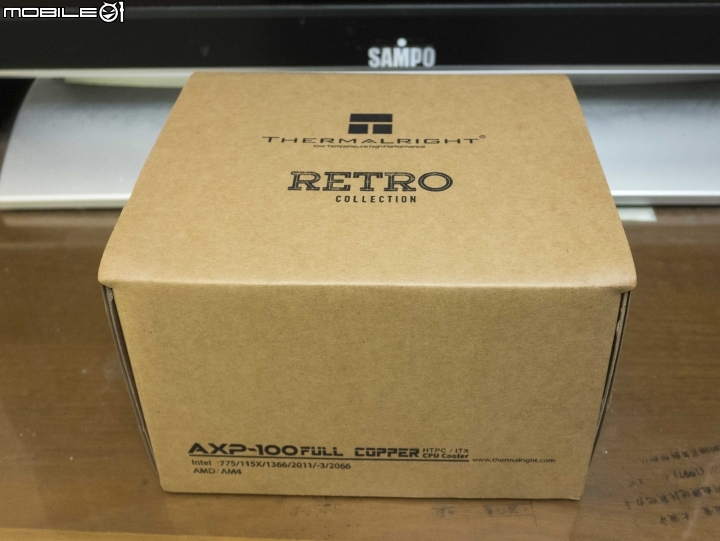 MOBILE01
SAMPO
THERMALRIGHT®
RETRO
COLLECTION
AXP-100 FULL COPPER HTPC / ITX CPU Cooler www.thermalright.com
Intel :775/115X/1366/2011/-3/2066
AMD: AM4